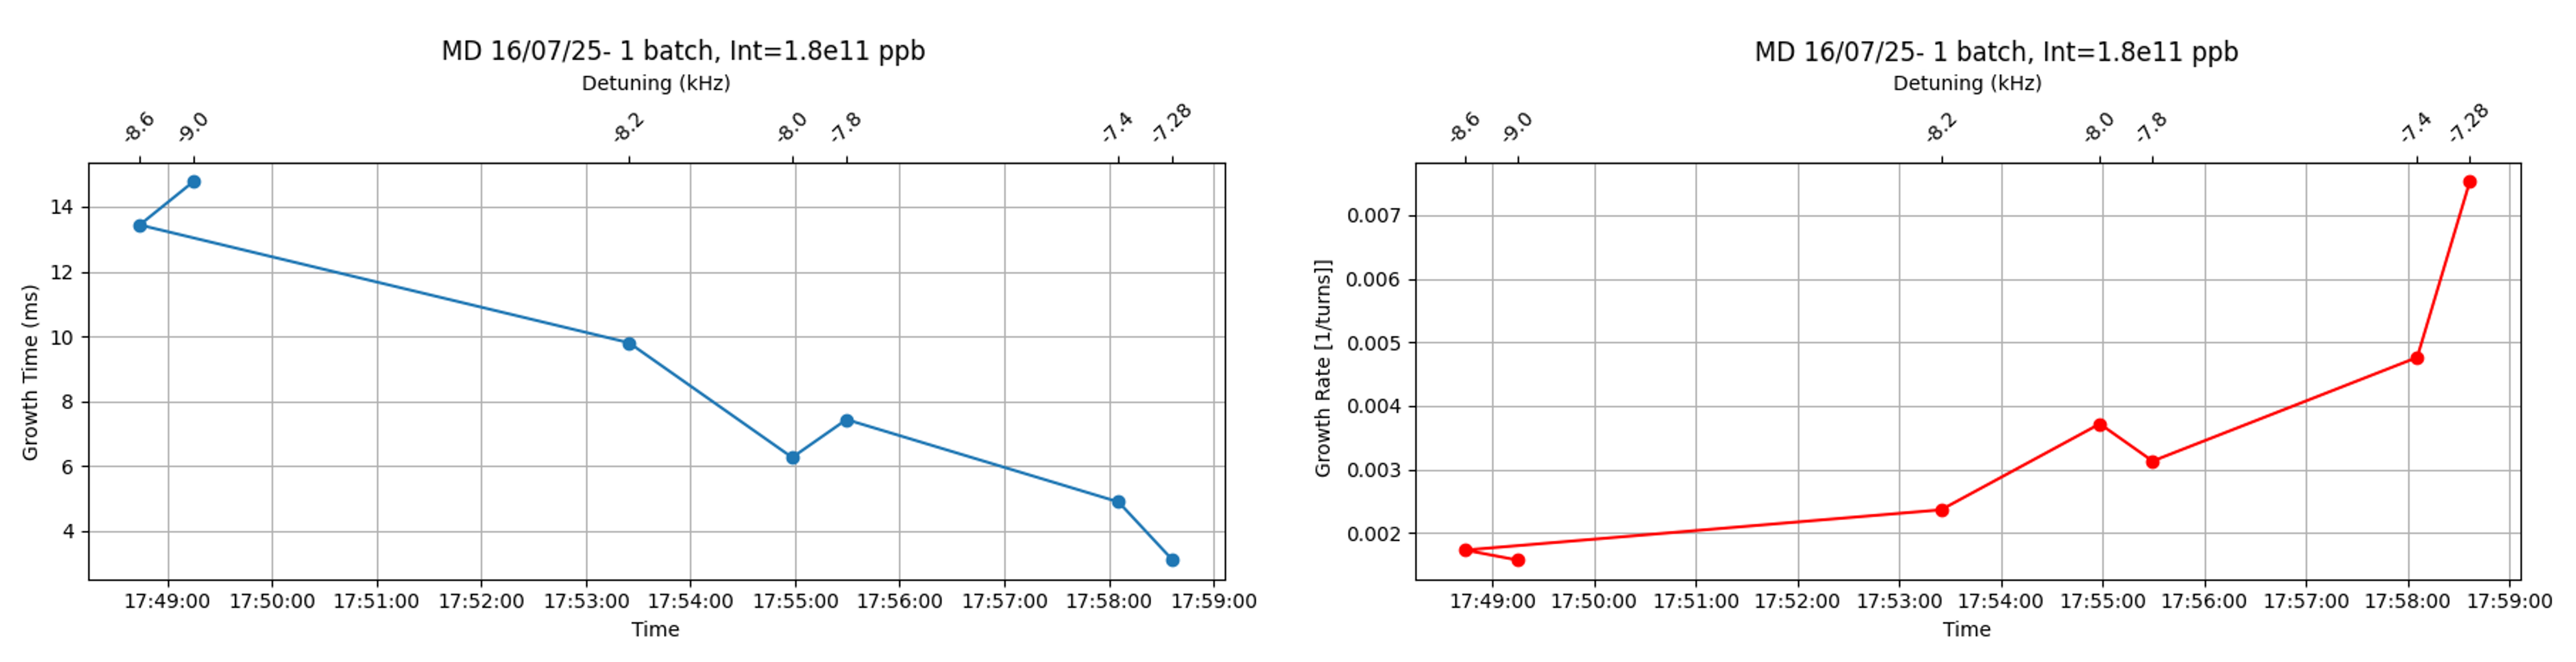 MD 16/07/25- 1 batch, Int=1.8e11 ppb
Detuning (kHz)
-8.6 -9.0 -8.2 -8.0 -7.8 -7.4 -7.28
14
12
10
8
6
4
Growth Time (ms)
17:49:00 17:50:00 17:51:00 17:52:00 17:53:00 17:54:00 17:55:00 17:56:00 17:57:00 17:58:00 17:59:00
Time
MD 16/07/25- 1 batch, Int=1.8e11 ppb
Detuning (kHz)
-8.6 -9.0 -8.2 -8.0 -7.8 -7.4 -7.28
0.007
0.006
0.005
0.004
0.003
0.002
Growth Rate [1/turns]]
17:49:00 17:50:00 17:51:00 17:52:00 17:53:00 17:54:00 17:55:00 17:56:00 17:57:00 17:58:00 17:59:00
Time